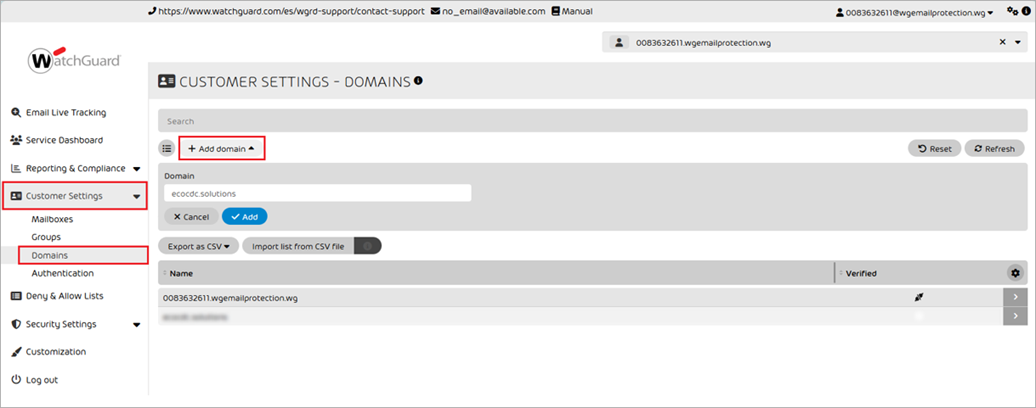 https://www.watchguard.com/es/wgrd-support/contact-support no_email@available.com Manual 0083632611@wgemailprotection.wg
0083632611.wgemailprotection.wg
WatchGuard
CUSTOMER SETTINGS - DOMAINS
Search
Email Live Tracking
Service Dashboard
Reporting & Compliance
Customer Settings
Mailboxes
Groups
Domains
Authentication
Deny & Allow Lists
Security Settings
Customization
Log out
Add domain
Reset
Refresh
Domain
ecocdc.solutions
Cancel
Add
Export as CSV
Import list from CSV file
Name
Verified
0083632611.wgemailprotection.wg